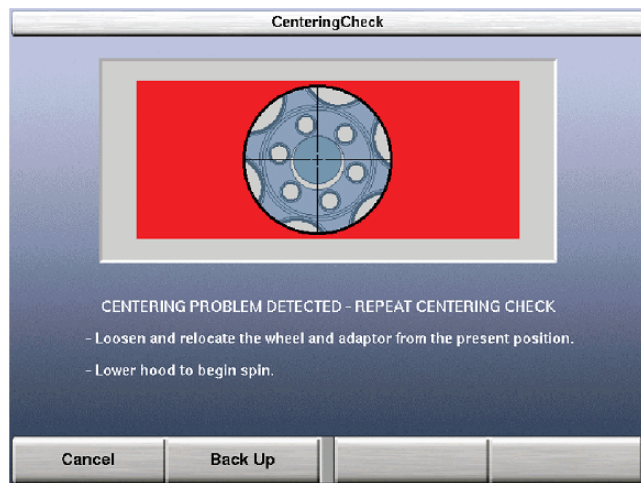 CenteringCheck
CENTERING PROBLEM DETECTED - REPEAT CENTERING CHECK
- Loosen and relocate the wheel and adaptor from the present position.
- Lower hood to begin spin.
Cancel
Back Up